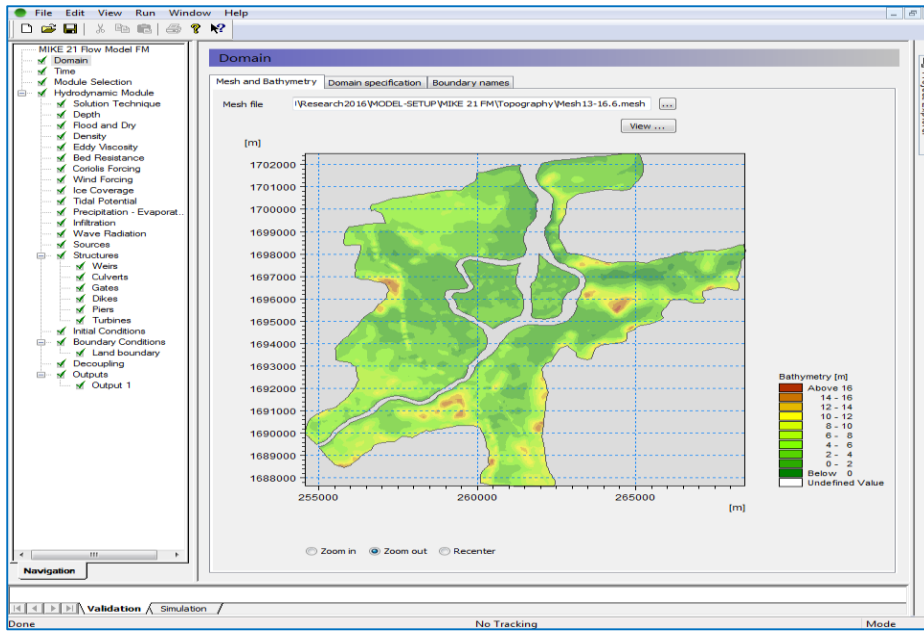 File Edit View Run Window Help
MIKE 21 Flow Model FM
Domain
Time
Module Selection
Hydrodynamic Module
Solution Technique
Depth
Flood and Dry
Density
Eddy Viscosity
Bed Resistance
Coriolis Forcing
Wind Forcing
Ice Coverage
Tidal Potential
Precipitation - Evaporat...
Infiltration
Wave Radiation
Sources
Structures
Weirs
Culverts
Gates
Dikes
Piers
Turbines
Initial Conditions
Boundary Conditions
Land boundary
Decoupling
Outputs
Output 1
Navigation
Domain
Mesh and Bathymetry Domain specification Boundary names
Mesh file \Research2016\MODEL-SETUP\MIKE 21 FM\Topography\Mesh13-16.6.mesh ...
View ...
[m]
1702000
1701000
1700000
1699000
1698000
1697000
1696000
1695000
1694000
1693000
1692000
1691000
1690000
1689000
1688000
255000 260000 265000
[m]
Bathymetry [m]
Above 16
14 - 16
12 - 14
10 - 12
8 - 10
6 - 8
4 - 6
2 - 4
0 - 2
Below 0
Undefined Value
Zoom in Zoom out Recenter
Validation Simulation
Done No Tracking Mode